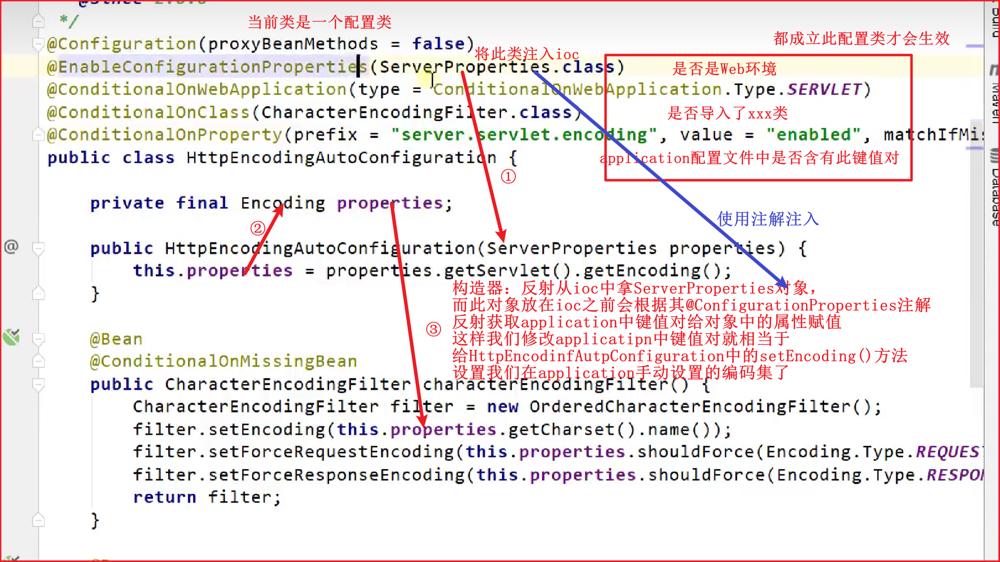 */
当前类是一个配置类
都成立此配置类才会生效
@Configuration(proxyBeanMethods = false)
将此类注入ioc
@EnableConfigurationProperties(ServerProperties.class)
是否是Web环境
@ConditionalOnWebApplication(type = ConditionalOnWebApplication.Type.SERVLET)
@ConditionalOnClass(CharacterEncodingFilter.class)
是否导入了xxx类
@ConditionalOnProperty(prefix = "server.servlet.encoding", value = "enabled", matchIfMis
public class HttpEncodingAutoConfiguration {
application配置文件中是否含有此键值对
①
private final Encoding properties;
使用注解注入
②
public HttpEncodingAutoConfiguration(ServerProperties properties) {
this.properties = properties.getServlet().getEncoding();
}
构造器：反射从ioc中拿ServerProperties对象，
而此对象放在ioc之前会根据其@ConfigurationProperties注解
反射获取application中键值对给对象中的属性赋值
③
这样我们修改applicatipn中键值对就相当于
给HttpEncodinfAutpConfiguration中的setEncoding()方法
设置我们在application手动设置的编码集了
@Bean
@ConditionalOnMissingBean
public CharacterEncodingFilter characterEncodingFilter() {
CharacterEncodingFilter filter = new OrderedCharacterEncodingFilter();
filter.setEncoding(this.properties.getCharset().name());
filter.setForceRequestEncoding(this.properties.shouldForce(Encoding.Type.REQUES
filter.setForceResponseEncoding(this.properties.shouldForce(Encoding.Type.RESPON
return filter;
}
Maven
Database